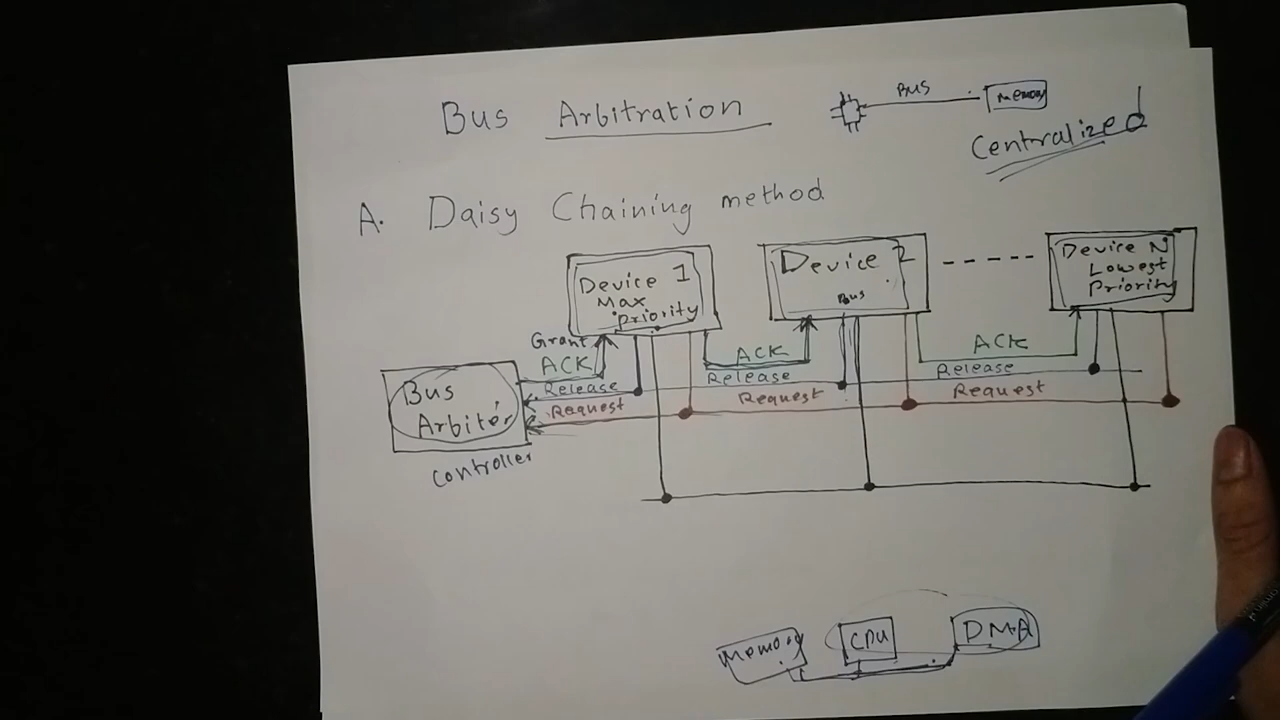 Bus Arbitration
BUS
Memory
Centralized
A. Daisy Chaining method
Device 1
Max
Priority
Device 2
Bus
Device N
Lowest
Priority
Grant
ACK
Release
Request
ACK
Release
Request
ACK
Release
Request
Bus
Arbiter
Controller
Memory
CPU
DMA